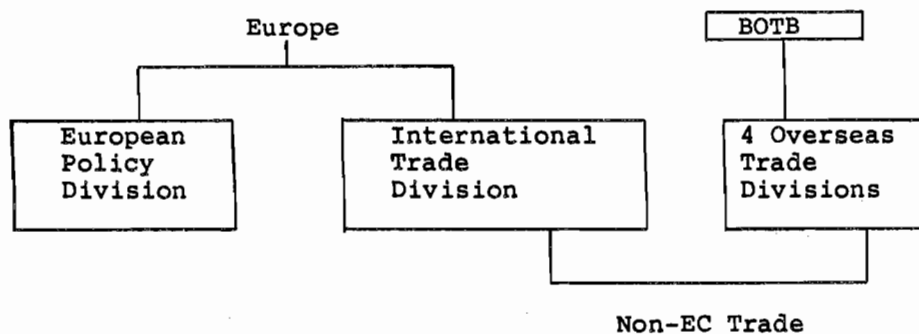 Europe
BOTB
European
Policy
Division
International
Trade
Division
4 Overseas
Trade
Divisions
Non-EC Trade